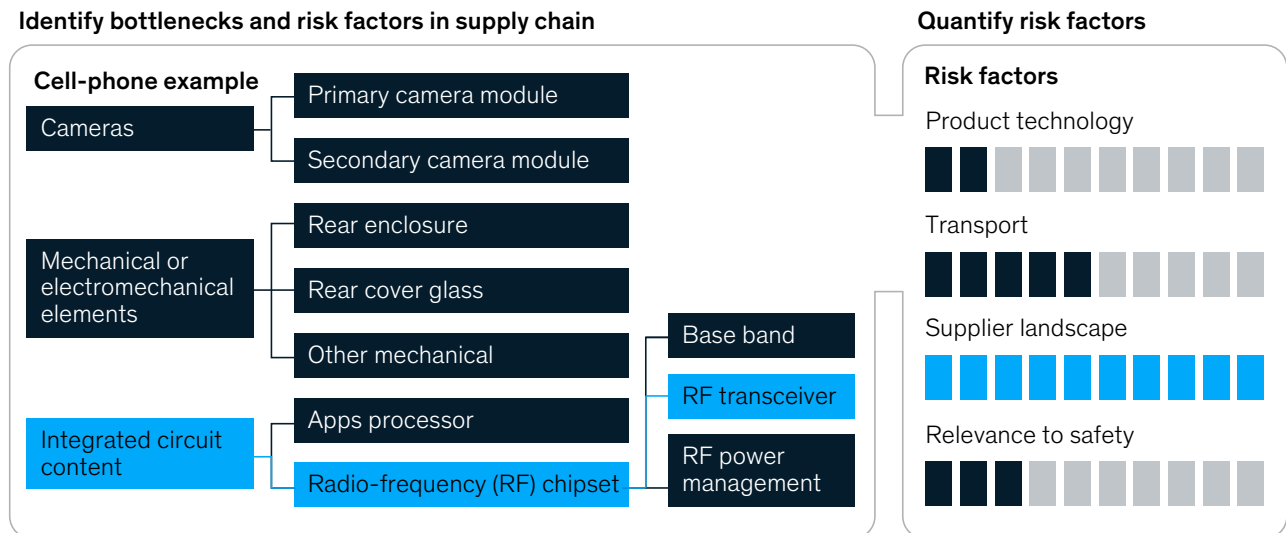 Identify bottlenecks and risk factors in supply chain
Cell-phone example
Cameras
Primary camera module
Secondary camera module
Mechanical or
electromechanical
elements
Rear enclosure
Rear cover glass
Other mechanical
Integrated circuit
content
Apps processor
Radio-frequency (RF) chipset
Base band
RF transceiver
RF power
management
Quantify risk factors
Risk factors
Product technology
Transport
Supplier landscape
Relevance to safety